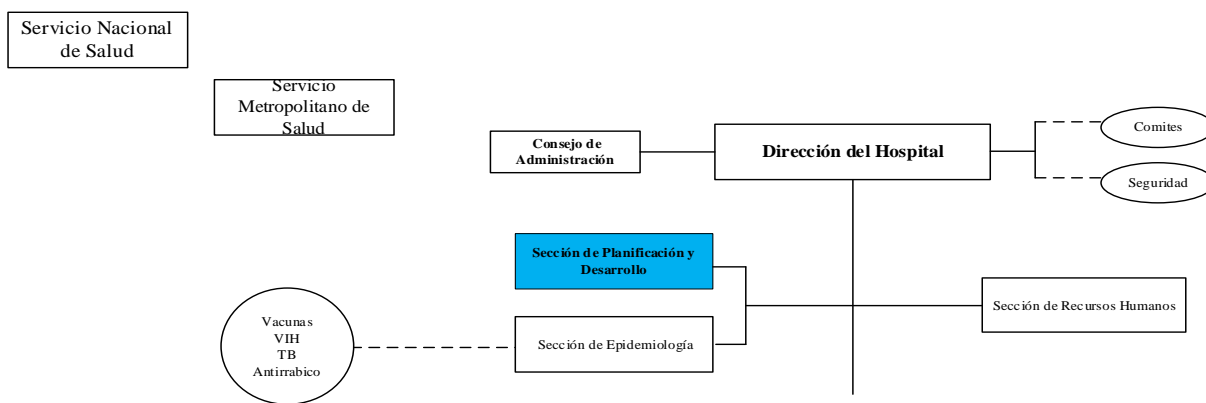 Servicio Nacional
de Salud
Servicio
Metropolitano de
Salud
Consejo de
Administración
Dirección del Hospital
Comites
Seguridad
Sección de Planificación y
Desarrollo
Sección de Recursos Humanos
Vacunas
VIH
TB
Antirrabico
Sección de Epidemiología